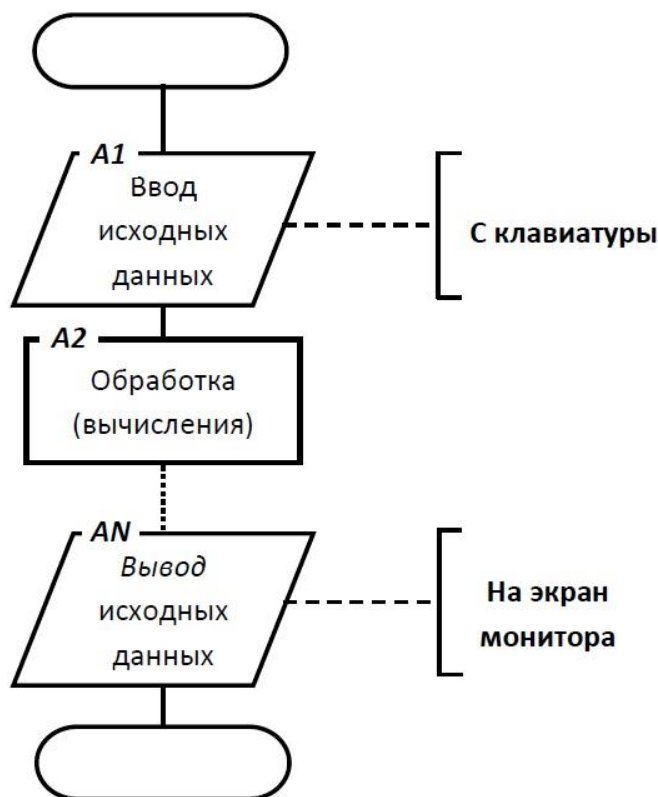 A1
Ввод
исходных
данных
С клавиатуры
A2
Обработка
(вычисления)
AN
Вывод
исходных
данных
На экран
монитора